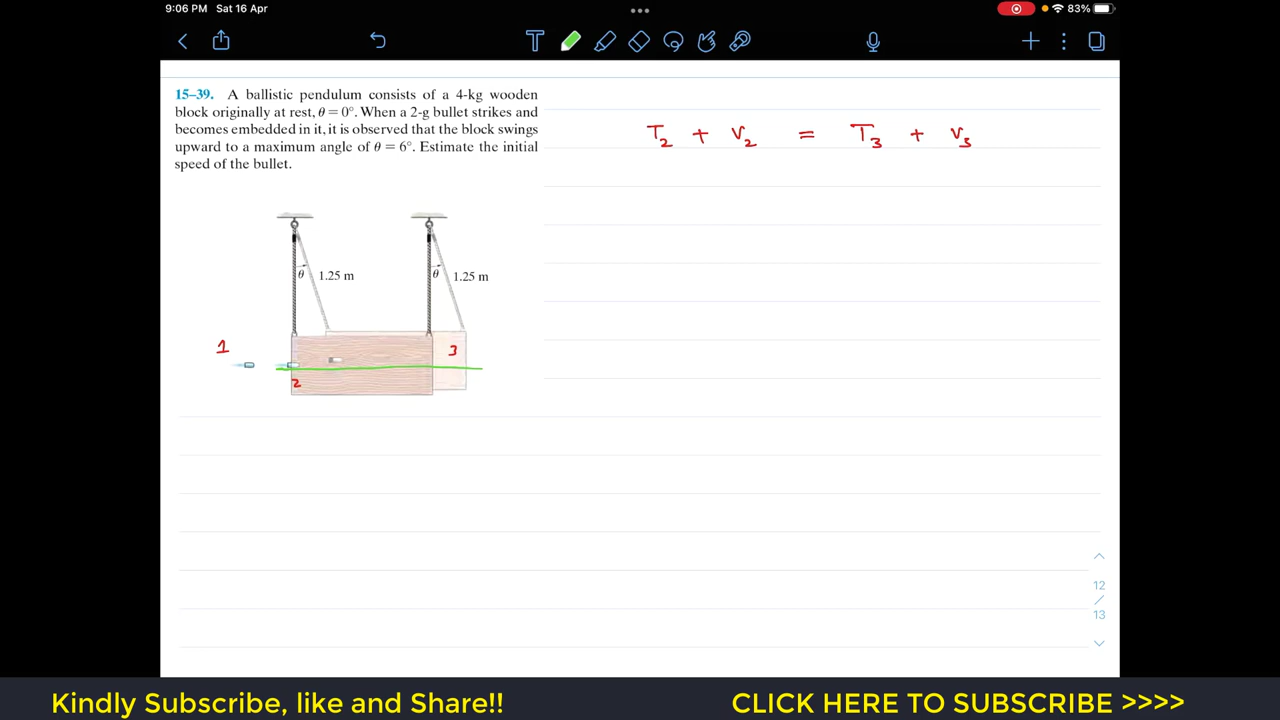 9:06 PM Sat 16 Apr
83%
15–39. A ballistic pendulum consists of a 4-kg wooden
block originally at rest, θ = 0°. When a 2-g bullet strikes and
becomes embedded in it, it is observed that the block swings
upward to a maximum angle of θ = 6°. Estimate the initial
speed of the bullet.
T₂ + V₂ = T₃ + V₃
θ 1.25 m θ 1.25 m
1
3
2
12
/
13
Kindly Subscribe, like and Share!! CLICK HERE TO SUBSCRIBE >>>>